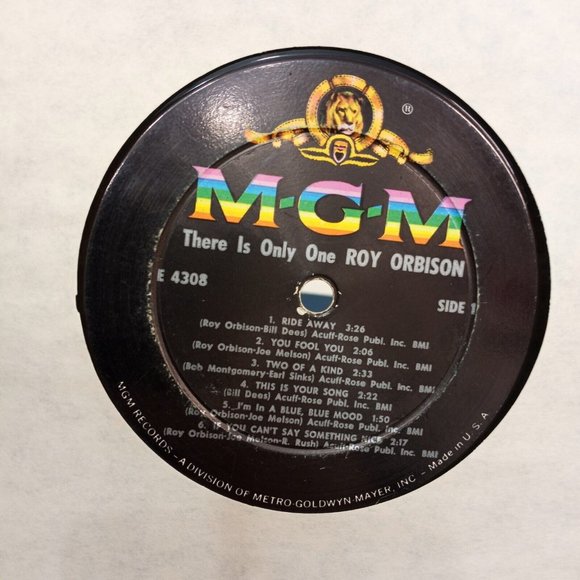 ®
M-G-M
There Is Only One ROY ORBISON
E 4308
SIDE 1
1. RIDE AWAY 3:26
(Roy Orbison-Bill Dees) Acuff-Rose Publ. Inc. BMI
2. YOU FOOL YOU 2:06
(Roy Orbison-Joe Melson) Acuff-Rose Publ. Inc. BMI
3. TWO OF A KIND 2:33
(Bob Montgomery-Earl Sinks) Acuff-Rose Publ. Inc. BMI
4. THIS IS YOUR SONG 2:22
(Bill Dees) Acuff-Rose Publ. Inc. BMI
5. I'm In A BLUE, BLUE MOOD 1:50
(Roy Orbison-Joe Melson) Acuff-Rose Publ. Inc. BMI
6. IF YOU CAN'T SAY SOMETHING NICE 2:17
(Roy Orbison-Joe Melson-R. Rush) Acuff-Rose Publ. Inc. BMI
MGM RECORDS - A DIVISION OF METRO-GOLDWYN-MAYER, INC. - Made in U.S.A